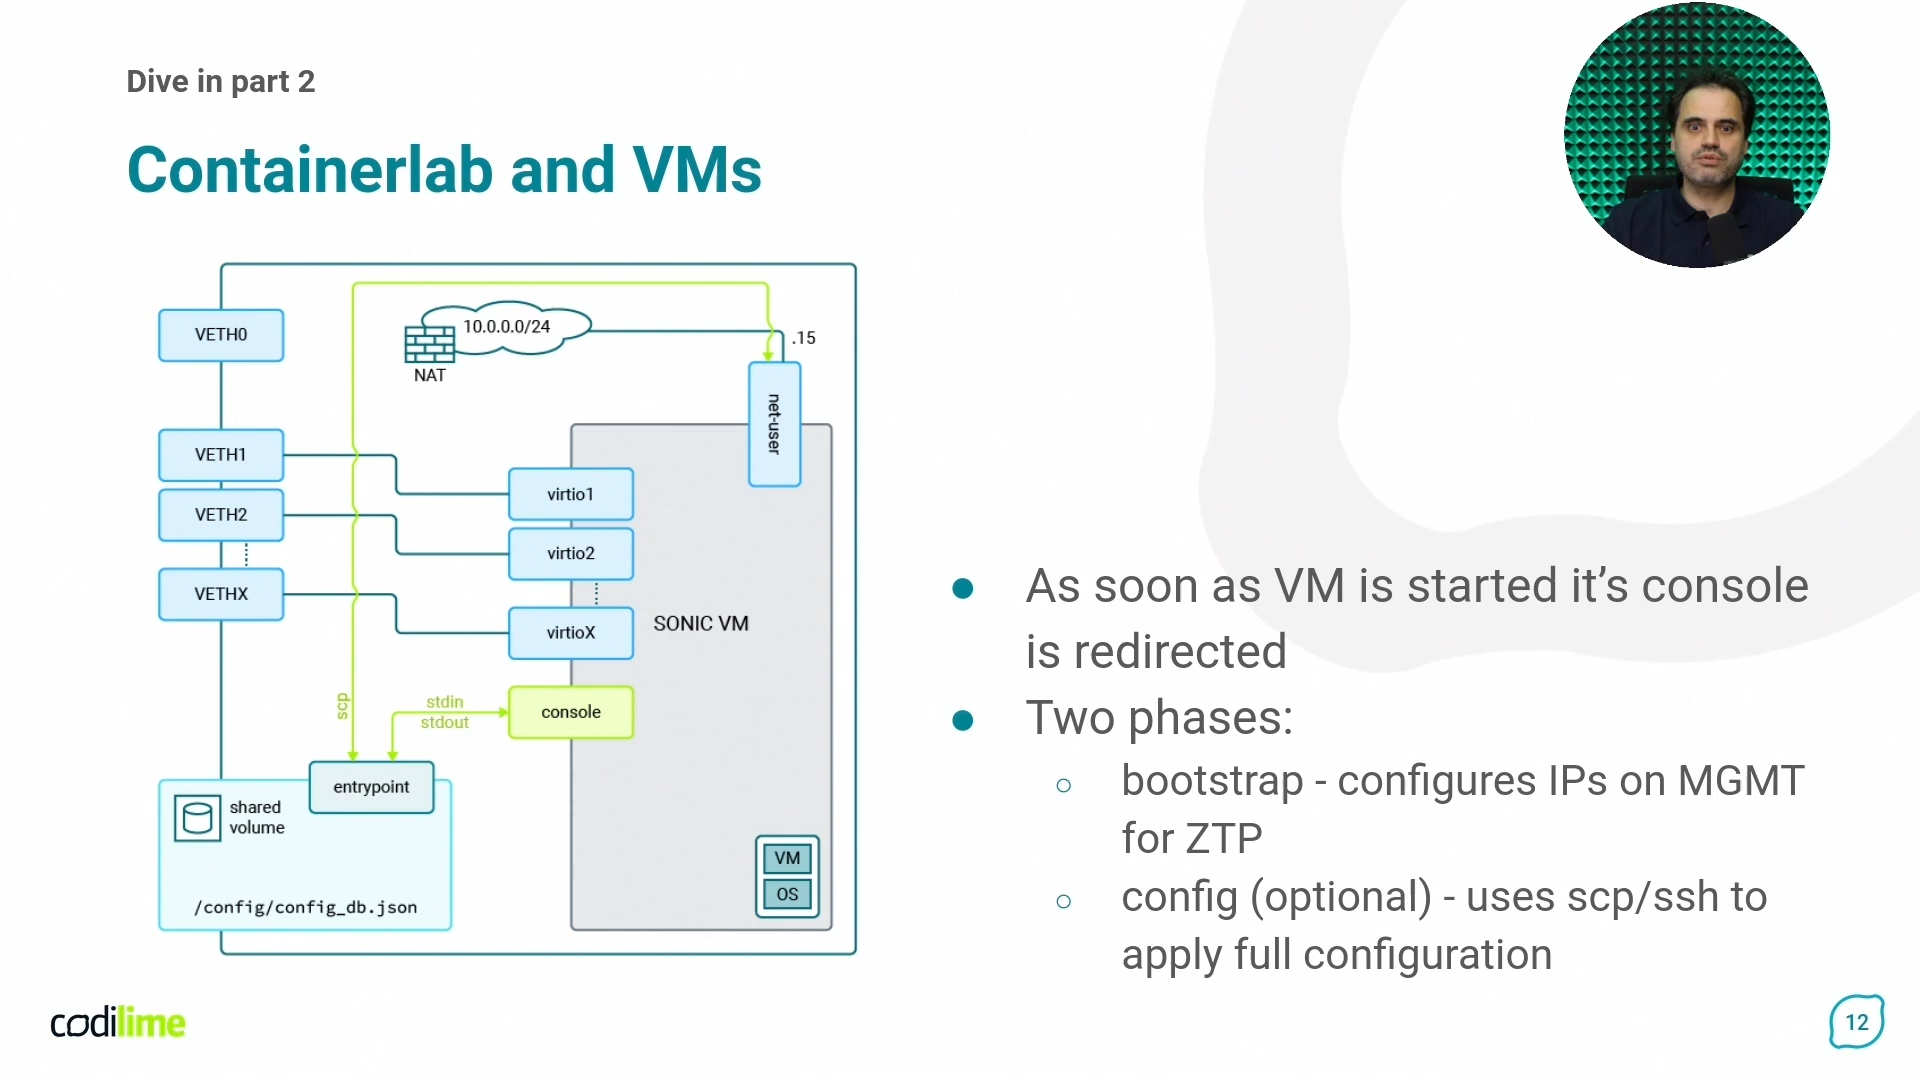 Dive in part 2
Containerlab and VMs
VETH0
10.0.0.0/24
NAT
.15
net-user
VETH1
VETH2
VETHX
virtio1
virtio2
virtioX
SONIC VM
scp
stdin
stdout
console
entrypoint
shared
volume
/config/config_db.json
VM
OS
As soon as VM is started it’s console
is redirected
Two phases:
bootstrap - configures IPs on MGMT
for ZTP
config (optional) - uses scp/ssh to
apply full configuration
codilime
12